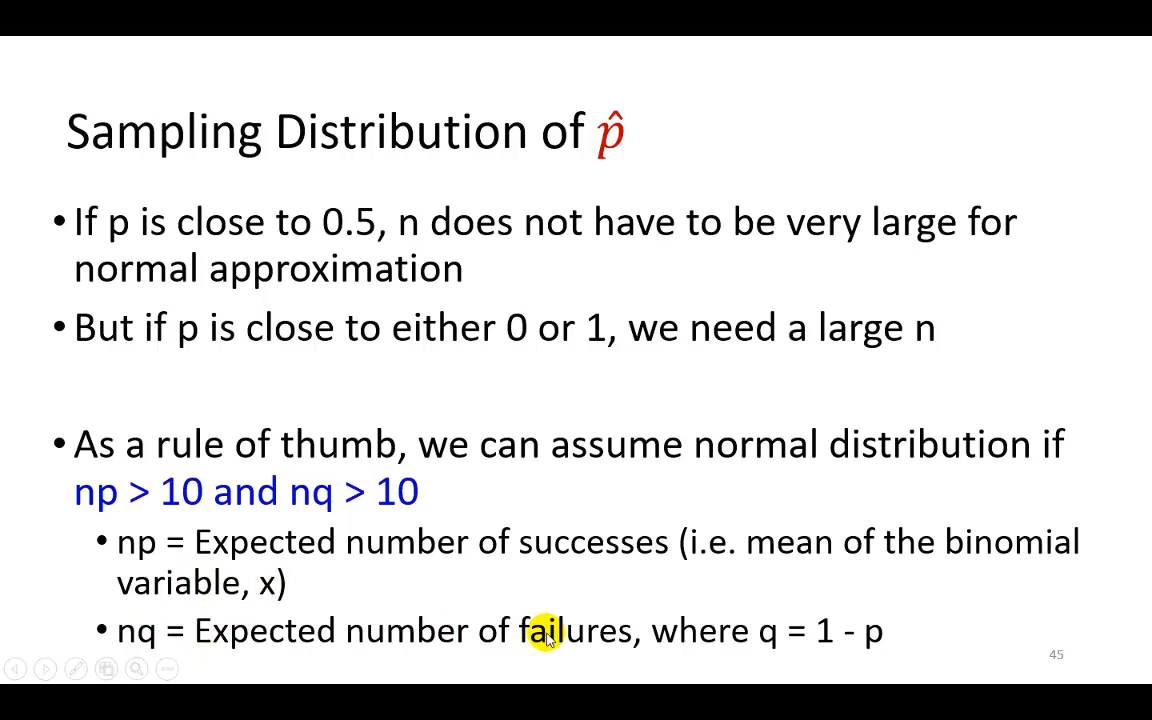 Sampling Distribution of p̂
• If p is close to 0.5, n does not have to be very large for
normal approximation
• But if p is close to either 0 or 1, we need a large n
• As a rule of thumb, we can assume normal distribution if
np > 10 and nq > 10
• np = Expected number of successes (i.e. mean of the binomial
variable, x)
• nq = Expected number of failures, where q = 1 - p
45